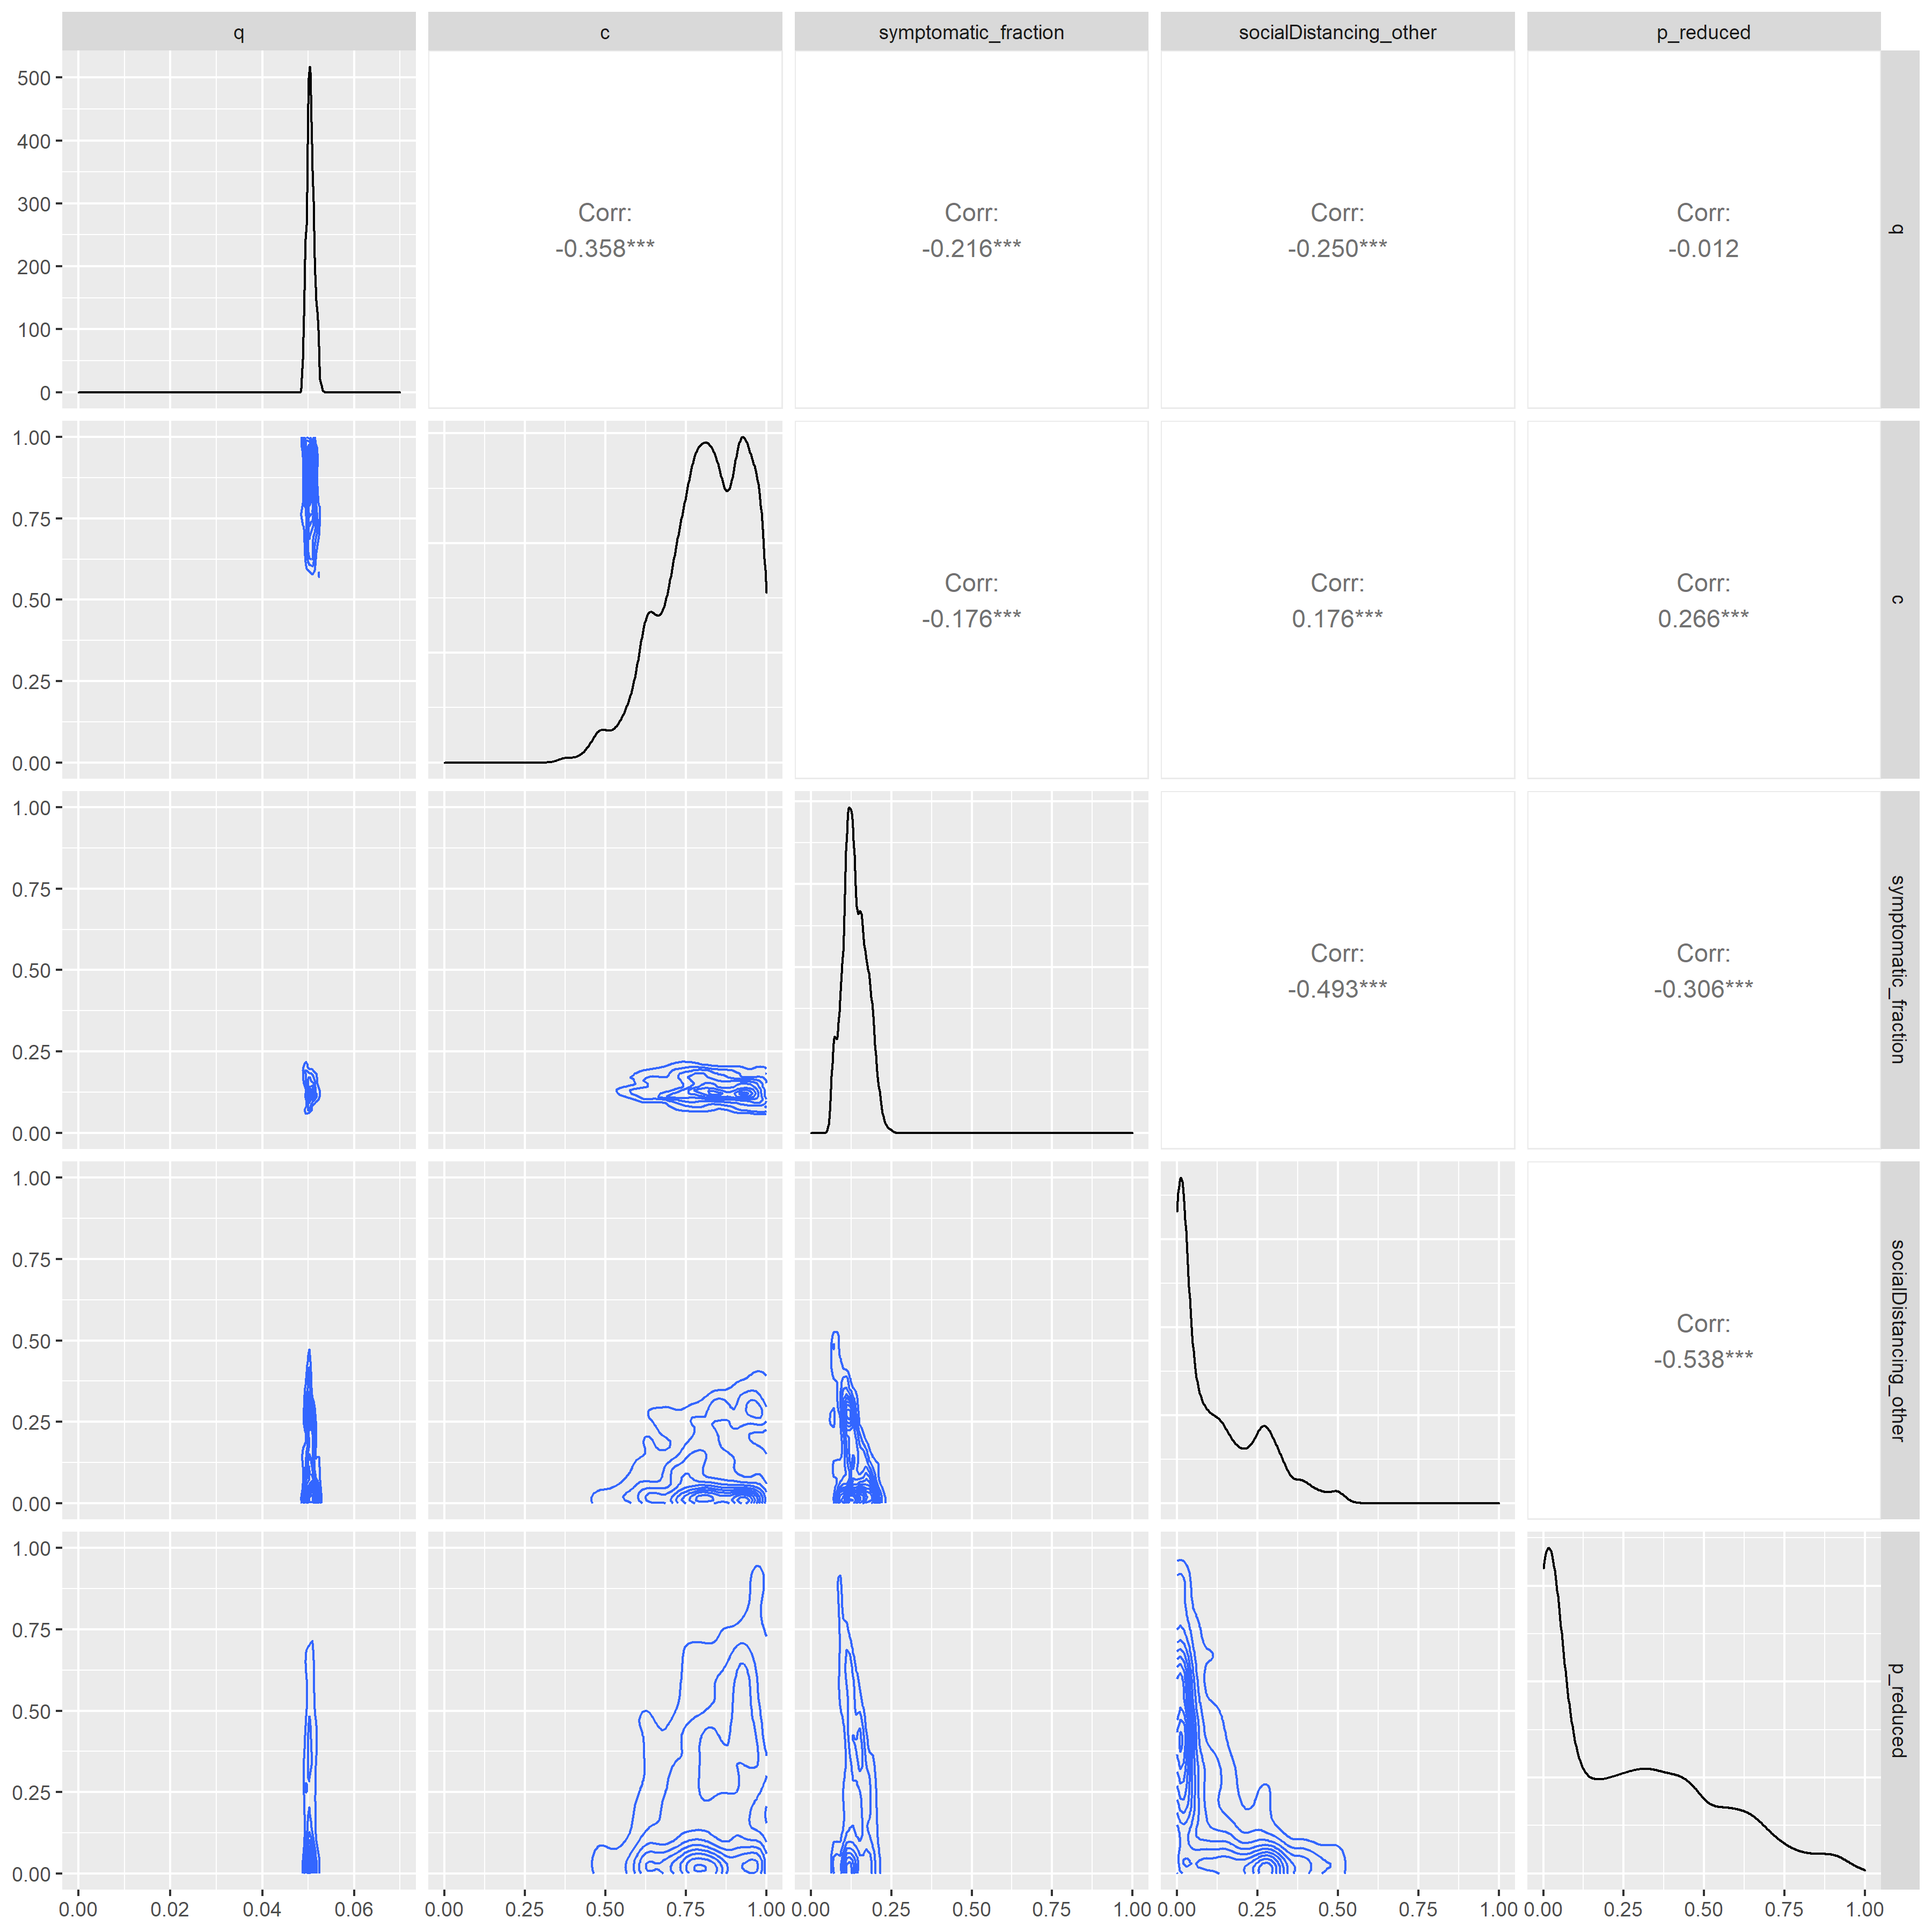 q
c
symptomatic_fraction
socialDistancing_other
p_reduced
500
400
300
200
100
0
Corr:
-0.358***
Corr:
-0.216***
Corr:
-0.250***
Corr:
-0.012
q
1.00
0.75
0.50
0.25
0.00
Corr:
-0.176***
Corr:
0.176***
Corr:
0.266***
c
1.00
0.75
0.50
0.25
0.00
Corr:
-0.493***
Corr:
-0.306***
symptomatic_fraction
1.00
0.75
0.50
0.25
0.00
Corr:
-0.538***
socialDistancing_other
1.00
0.75
0.50
0.25
0.00
p_reduced
0.00 0.02 0.04 0.06
0.00 0.25 0.50 0.75 1.00
0.00 0.25 0.50 0.75 1.00
0.00 0.25 0.50 0.75 1.00
0.00 0.25 0.50 0.75 1.00